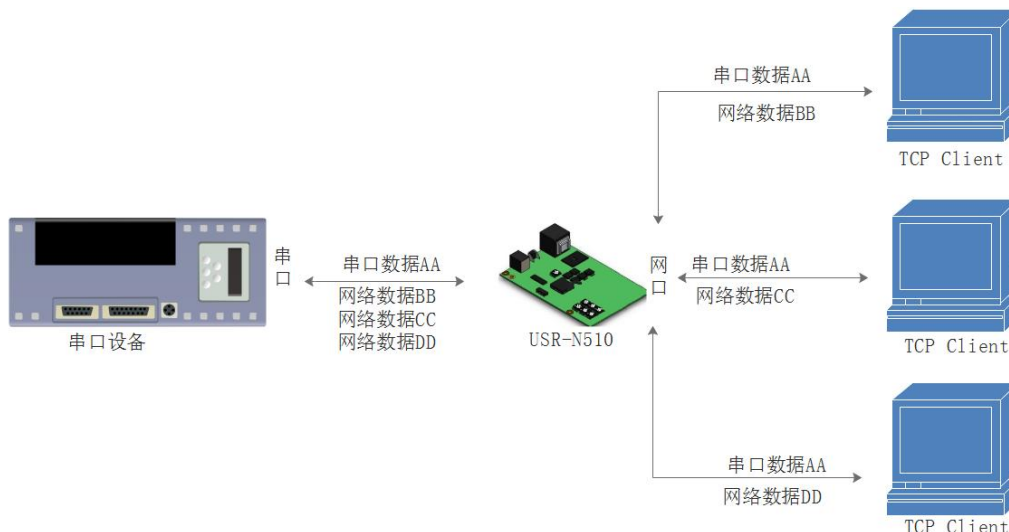 串口数据AA
网络数据BB
TCP Client
串口
串口数据AA
网络数据BB
网络数据CC
网络数据DD
串口设备
USR-N510
网口
串口数据AA
网络数据CC
TCP Client
串口数据AA
网络数据DD
TCP Client